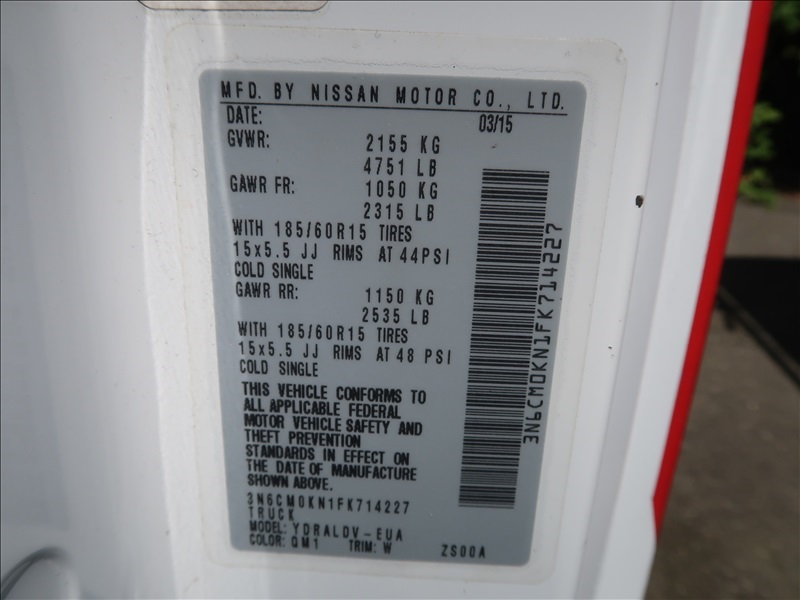 MFD. BY NISSAN MOTOR CO., LTD.
DATE: 03/15
GVWR: 2155 KG
4751 LB
GAWR FR: 1050 KG
2315 LB
WITH 185/60R15 TIRES
15x5.5 JJ RIMS AT 44PSI
COLD SINGLE
GAWR RR: 1150 KG
2535 LB
WITH 185/60R15 TIRES
15x5.5 JJ RIMS AT 48 PSI
COLD SINGLE
THIS VEHICLE CONFORMS TO
ALL APPLICABLE FEDERAL
MOTOR VEHICLE SAFETY AND
THEFT PREVENTION
STANDARDS IN EFFECT ON
THE DATE OF MANUFACTURE
SHOWN ABOVE.
3N6CM0KN1FK714227
TRUCK
MODEL: YDRALDV-EUA
COLOR: QM1 TRIM: W ZS00A
3N6CM0KN1FK714227